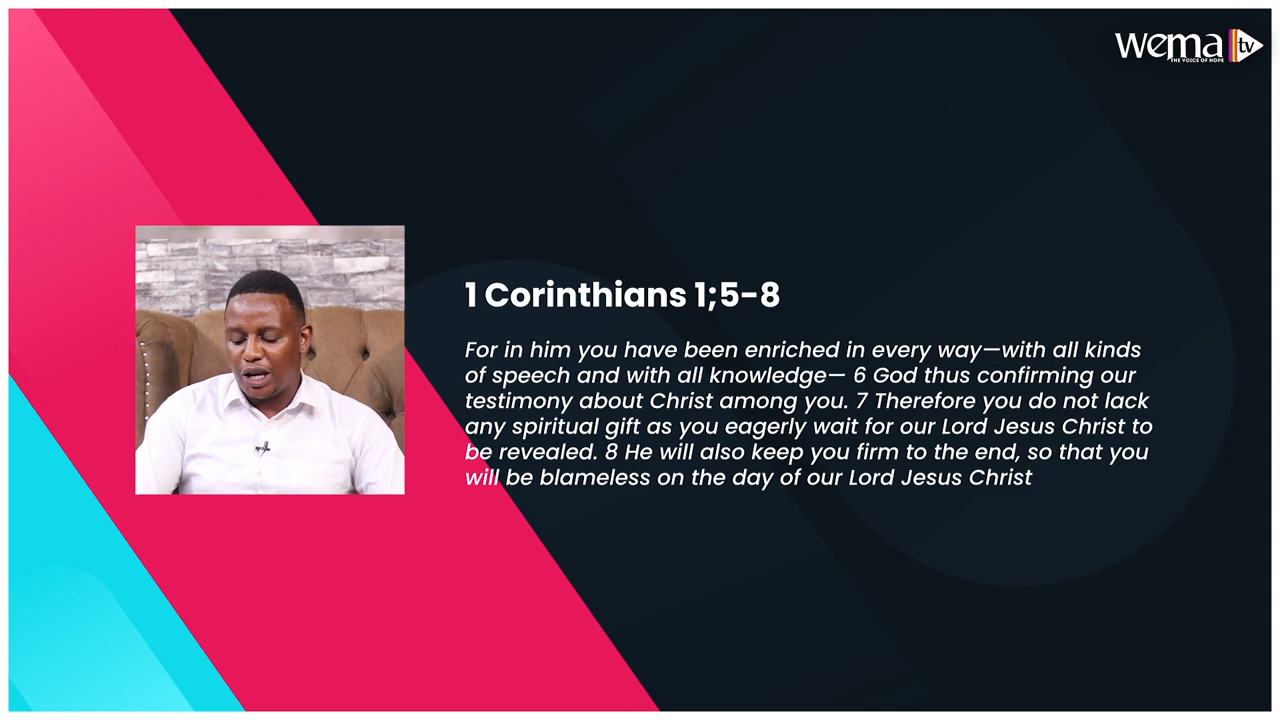 wema tv
THE VOICE OF HOPE
1 Corinthians 1;5-8
For in him you have been enriched in every way—with all kinds
of speech and with all knowledge— 6 God thus confirming our
testimony about Christ among you. 7 Therefore you do not lack
any spiritual gift as you eagerly wait for our Lord Jesus Christ to
be revealed. 8 He will also keep you firm to the end, so that you
will be blameless on the day of our Lord Jesus Christ